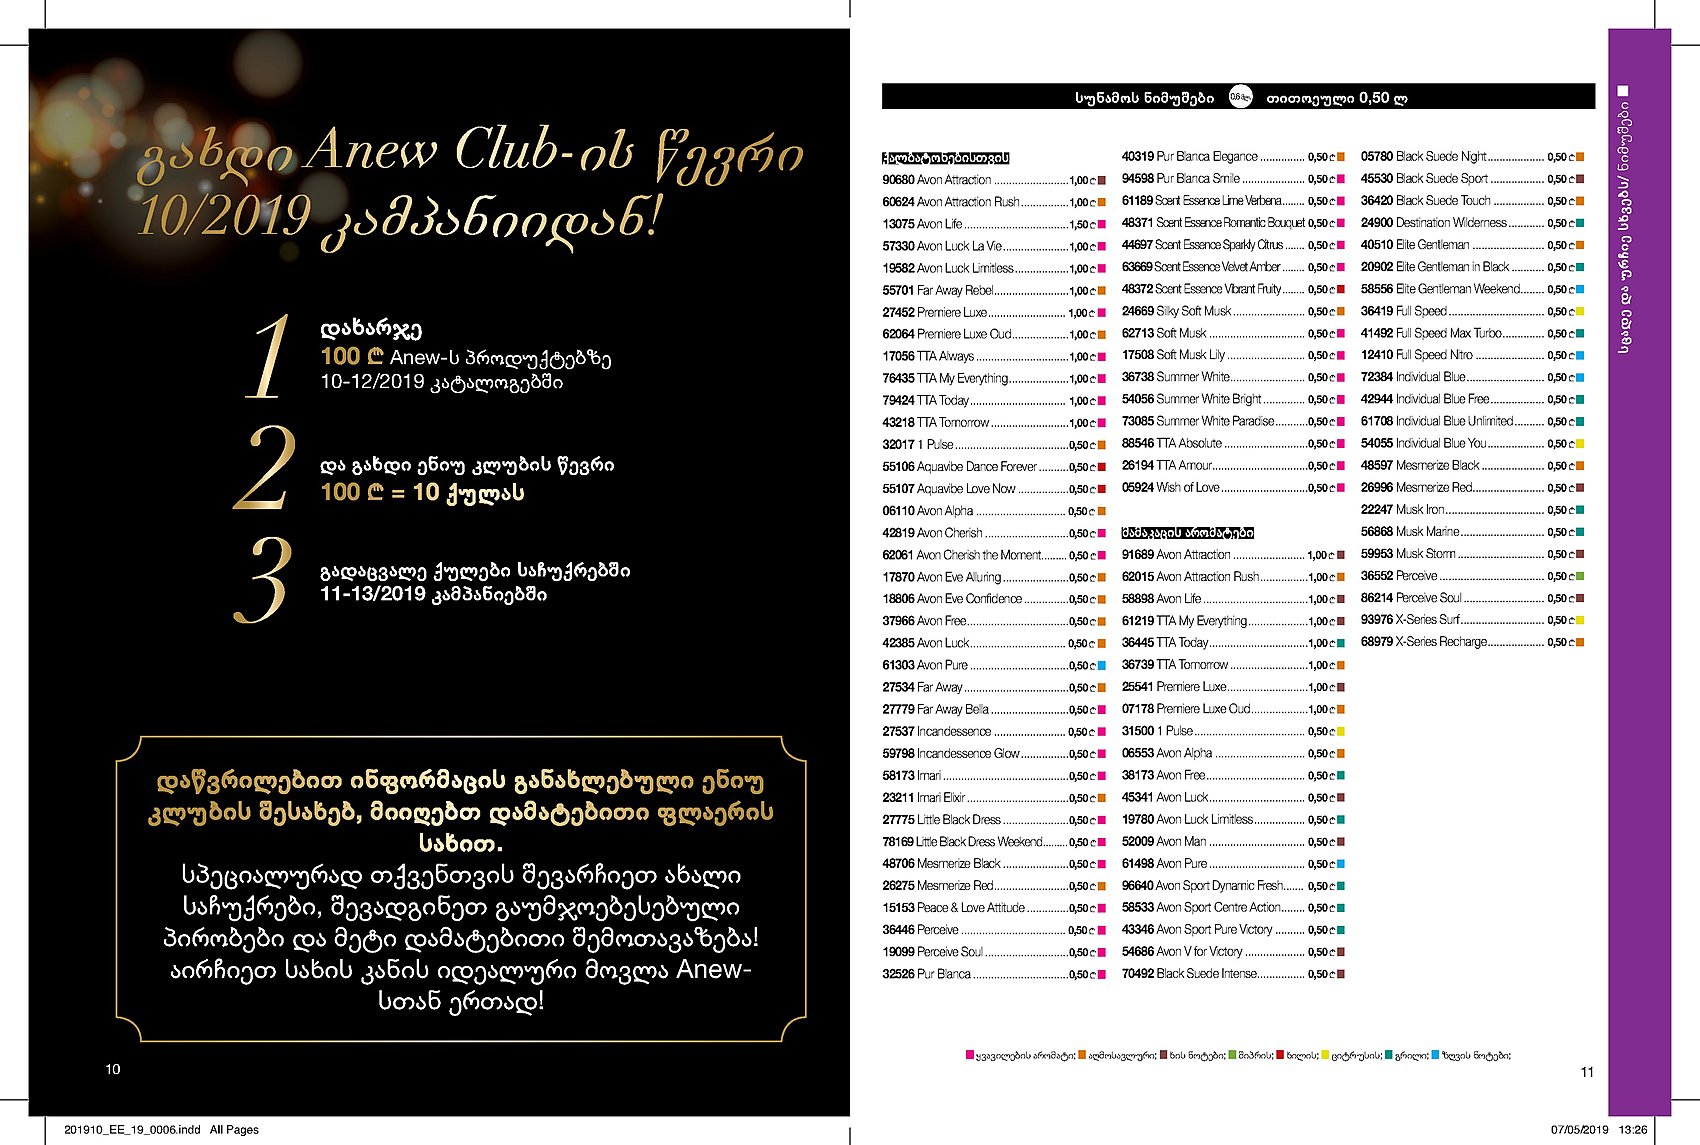 გახდი Anew Club-ის წევრი
10/2019 კამპანიიდან!
1
დახარჯე
100 ₾ Anew-ს პროდუქტებზე
10-12/2019 კატალოგებში
2
და გახდი ენიუ კლუბის წევრი
100 ₾ = 10 ქულას
3
გადაცვალე ქულები საჩუქრებში
11-13/2019 კამპანიებში
დაწვრილებით ინფორმაცის განახლებული ენიუ
კლუბის შესახებ, მიიღებთ დამატებითი ფლაერის
სახით.
სპეციალურად თქვენთვის შევარჩიეთ ახალი
საჩუქრები, შევადგინეთ გაუმჯოებესებული
პირობები და მეტი დამატებითი შემოთავაზება!
აირჩიეთ სახის კანის იდეალური მოვლა Anew-
სთან ერთად!
10
სუნამოს ნიმუშები 0,6 მლ თითოეული 0,50 ლ
ქალბატონებისთვის
90680 Avon Attraction ......................... 1,00 ₾
60624 Avon Attraction Rush................ 1,00 ₾
13075 Avon Life ................................... 1,50 ₾
57330 Avon Luck La Vie...................... 1,00 ₾
19582 Avon Luck Limitless.................. 1,00 ₾
55701 Far Away Rebel......................... 1,00 ₾
27452 Premiere Luxe.......................... 1,00 ₾
62064 Premiere Luxe Oud................... 1,00 ₾
17056 TTA Always ............................... 1,00 ₾
76435 TTA My Everything.................... 1,00 ₾
79424 TTA Today................................ 1,00 ₾
43218 TTA Tomorrow .......................... 1,00 ₾
32017 1 Pulse...................................... 0,50 ₾
55106 Aquavibe Dance Forever .......... 0,50 ₾
55107 Aquavibe Love Now ................. 0,50 ₾
06110 Avon Alpha .............................. 0,50 ₾
42819 Avon Cherish ............................ 0,50 ₾
62061 Avon Cherish the Moment........ 0,50 ₾
17870 Avon Eve Alluring...................... 0,50 ₾
18806 Avon Eve Confidence ............... 0,50 ₾
37966 Avon Free.................................. 0,50 ₾
42385 Avon Luck................................ 0,50 ₾
61303 Avon Pure ................................. 0,50 ₾
27534 Far Away ................................... 0,50 ₾
27779 Far Away Bella .......................... 0,50 ₾
27537 Incandessence ........................ 0,50 ₾
59798 Incandessence Glow................ 0,50 ₾
58173 Imari .......................................... 0,50 ₾
23211 Imari Elixir .................................. 0,50 ₾
27775 Little Black Dress ...................... 0,50 ₾
78169 Little Black Dress Weekend........ 0,50 ₾
48706 Mesmerize Black ...................... 0,50 ₾
26275 Mesmerize Red......................... 0,50 ₾
15153 Peace & Love Attitude .............. 0,50 ₾
36446 Perceive ................................... 0,50 ₾
19099 Perceive Soul ............................ 0,50 ₾
32526 Pur Blanca ................................ 0,50 ₾
40319 Pur Blanca Elegance ............... 0,50 ₾
94598 Pur Blanca Smile ..................... 0,50 ₾
61189 Scent Essence Lime Verbena....... 0,50 ₾
48371 Scent Essence Romantic Bouquet 0,50 ₾
44697 Scent Essence Sparkly Citrus ...... 0,50 ₾
63669 Scent Essence Velvet Amber ....... 0,50 ₾
48372 Scent Essence Vibrant Fruity........ 0,50 ₾
24669 Silky Soft Musk ........................ 0,50 ₾
62713 Soft Musk ................................ 0,50 ₾
17508 Soft Musk Lily .......................... 0,50 ₾
36738 Summer White......................... 0,50 ₾
54056 Summer White Bright .............. 0,50 ₾
73085 Summer White Paradise........... 0,50 ₾
88546 TTA Absolute ............................ 0,50 ₾
26194 TTA Amour................................ 0,50 ₾
05924 Wish of Love ............................. 0,50 ₾
მამაკაცის არომატები
91689 Avon Attraction ........................ 1,00 ₾
62015 Avon Attraction Rush................ 1,00 ₾
58898 Avon Life ................................... 1,00 ₾
61219 TTA My Everything.................... 1,00 ₾
36445 TTA Today................................. 1,00 ₾
36739 TTA Tomorrow .......................... 1,00 ₾
25541 Premiere Luxe........................... 1,00 ₾
07178 Premiere Luxe Oud................... 1,00 ₾
31500 1 Pulse..................................... 0,50 ₾
06553 Avon Alpha .............................. 0,50 ₾
38173 Avon Free................................. 0,50 ₾
45341 Avon Luck................................ 0,50 ₾
19780 Avon Luck Limitless................. 0,50 ₾
52009 Avon Man ................................ 0,50 ₾
61498 Avon Pure ................................ 0,50 ₾
96640 Avon Sport Dynamic Fresh....... 0,50 ₾
58533 Avon Sport Centre Action........ 0,50 ₾
43346 Avon Sport Pure Victory .......... 0,50 ₾
54686 Avon V for Victory .................... 0,50 ₾
70492 Black Suede Intense................ 0,50 ₾
05780 Black Suede Night................... 0,50 ₾
45530 Black Suede Sport .................. 0,50 ₾
36420 Black Suede Touch ................. 0,50 ₾
24900 Destination Wilderness............ 0,50 ₾
40510 Elite Gentleman ........................ 0,50 ₾
20902 Elite Gentleman in Black ........... 0,50 ₾
58556 Elite Gentleman Weekend........ 0,50 ₾
36419 Full Speed................................ 0,50 ₾
41492 Full Speed Max Turbo.............. 0,50 ₾
12410 Full Speed Nitro ....................... 0,50 ₾
72384 Individual Blue.......................... 0,50 ₾
42944 Individual Blue Free.................. 0,50 ₾
61708 Individual Blue Unlimited.......... 0,50 ₾
54055 Individual Blue You................... 0,50 ₾
48597 Mesmerize Black ..................... 0,50 ₾
26996 Mesmerize Red........................ 0,50 ₾
22247 Musk Iron................................. 0,50 ₾
56868 Musk Marine............................ 0,50 ₾
59953 Musk Storm ............................. 0,50 ₾
36552 Perceive ................................... 0,50 ₾
86214 Perceive Soul ........................... 0,50 ₾
93976 X-Series Surf............................ 0,50 ₾
68979 X-Series Recharge................... 0,50 ₾
ყვავილების არომატი; აღმოსავლური; ხის ნოტები; შიპრის; ხილის; ციტრუსის; გრილი; ზღვის ნოტები;
11
სცადე და ურჩიე სხვებს/ ნიმუშები
201910_EE_19_0006.indd All Pages
07/05/2019 13:26